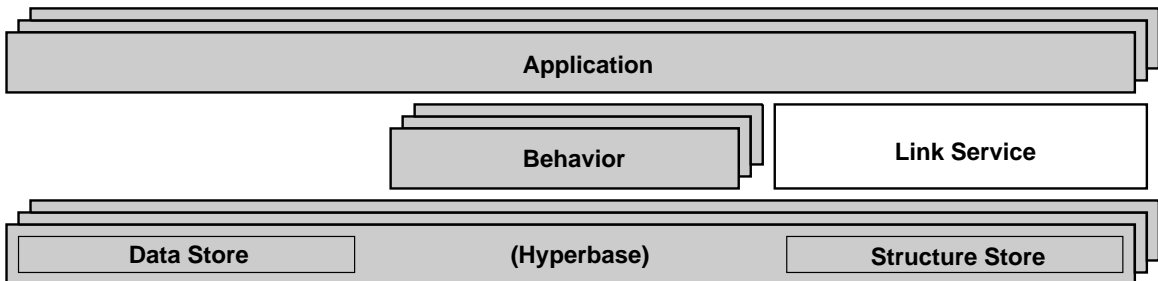 Application
Behavior
Link Service
Data Store
(Hyperbase)
Structure Store